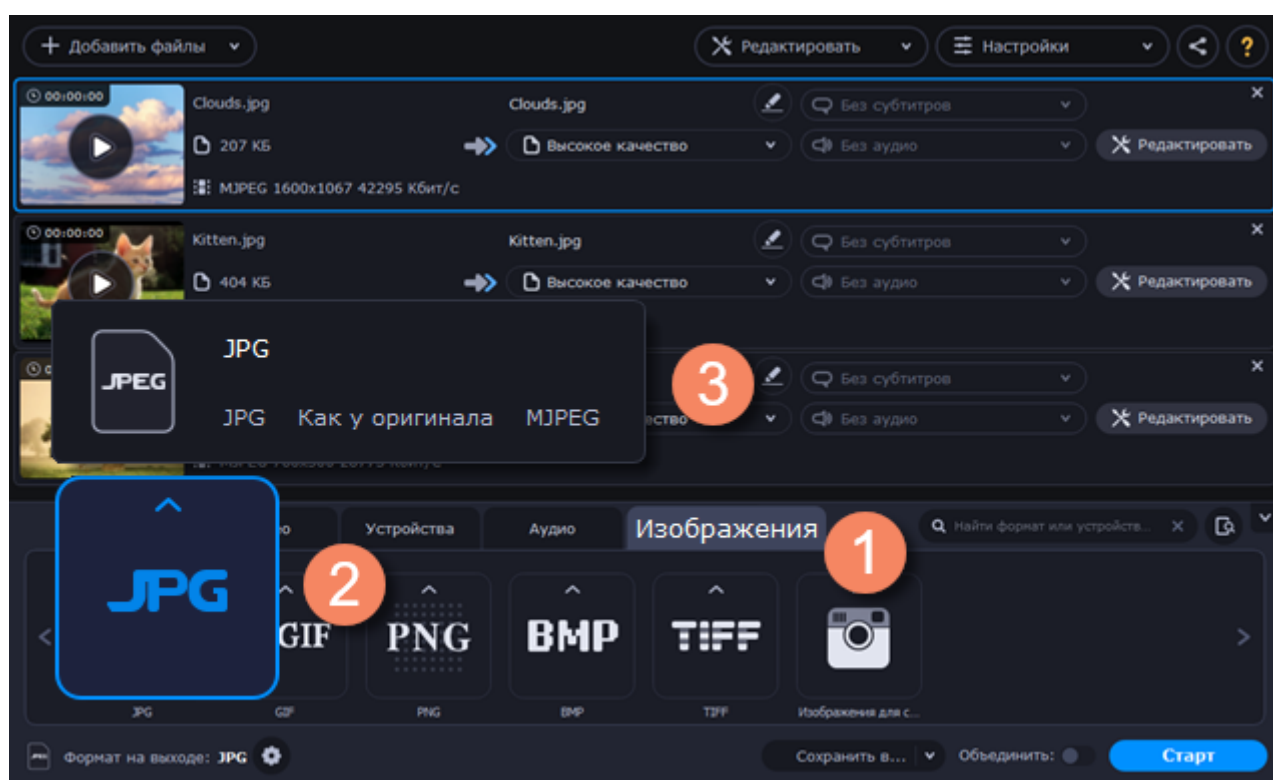 Добавить файлы
Редактировать
Настройки
?
00:00:00
Clouds.jpg
Clouds.jpg
Без субтитров
207 КБ
Высокое качество
Без аудио
Редактировать
MJPEG 1600x1067 42295 Кбит/с
00:00:00
Kitten.jpg
Kitten.jpg
Без субтитров
404 КБ
Высокое качество
Без аудио
Редактировать
JPEG
JPG
JPG Как у оригинала MJPEG
3
Без субтитров
Без аудио
Редактировать
Устройства
Аудио
Изображения
1
Найти формат или устройств...
JPG
2
GIF
PNG
BMP
TIFF
JPG
GIF
PNG
BMP
TIFF
Изображения для с...
Формат на выходе: JPG
Сохранить в...
Объединить:
Старт